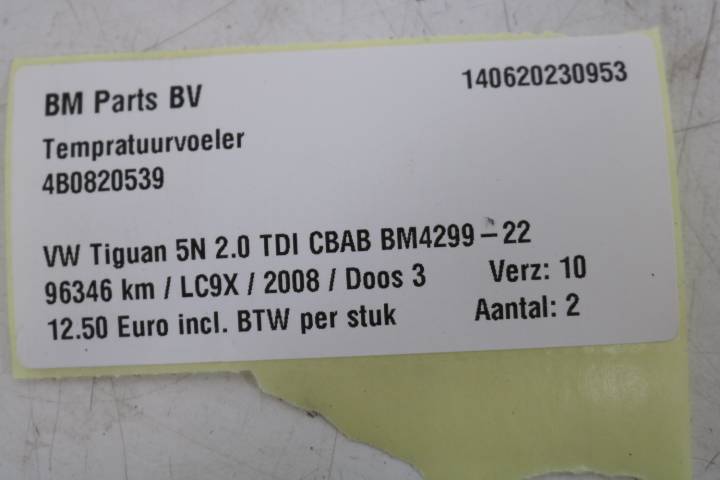 BM Parts BV 140620230953
Tempratuurvoeler
4B0820539
VW Tiguan 5N 2.0 TDI CBAB BM4299-22
96346 km / LC9X / 2008 / Doos 3 Verz: 10
12.50 Euro incl. BTW per stuk Aantal: 2